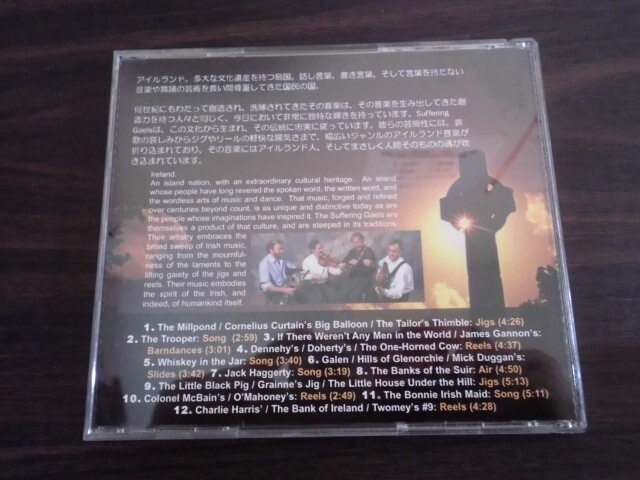 アイルランド、多大な文化遺産を持つ島国、話し言葉、書き言葉、そして言葉を持たない
音楽や舞踊の芸術を長い間尊重してきた国民の国。
何世紀にもわたって創造され、洗練されてきたその音楽は、その音楽を生み出してきた創
造力を持つ人々と同じく、今日において非常に独特な輝きを持っています。Suffering
Gaelsは、この文化から生まれ、その伝統に忠実に従っています。彼らの芸術性には、哀
歌の哀しみからジグやリールの軽快な陽気さまで、幅広いジャンルのアイルランド音楽が
折り込まれており、その音楽にはアイルランド人、そしてまさしく人間そのものの魂が吹
き込まれています。
Ireland
An island nation, with an extraordinary cultural heritage. An island
whose people have long revered the spoken word, the written word, and
the wordless arts of music and dance. That music, forged and refined
over centuries beyond count, is as unique and distinctive today as are
the people whose imaginations have inspired it. The Suffering Gaels are
themselves a product of that culture, and are steeped in its traditions.
Their artistry embraces the
broad sweep of Irish music,
ranging from the mournful-
ness of the laments to the
lifting gaiety of the jigs and
reels. Their music embodies
the spirit of the Irish, and
indeed, of humankind itself
1. The Millpond / Cornelius Curtain's Big Balloon / The Tailor's Thimble: Jigs (4:26)
2. The Trooper: Song (2:59) 3. If There Weren't Any Men in the World / James Gannon's:
Barndances (3:01) 4. Dennehy's / Doherty's / The One-Horned Cow: Reels (4:37)
5. Whiskey in the Jar: Song (3:40) 6. Galen / Hills of Glenorchie / Mick Duggan's:
Slides (3:42) 7. Jack Haggerty: Song (3:19) 8. The Banks of the Suir: Air (4:50)
9. The Little Black Pig / Grainne's Jig / The Little House Under the Hill: Jigs (5:13)
10. Colonel McBain's / O'Mahoney's: Reels (2:49) 11. The Bonnie Irish Maid: Song (5:11)
12. Charlie Harris' / The Bank of Ireland / Twomey's #9: Reels (4:28)